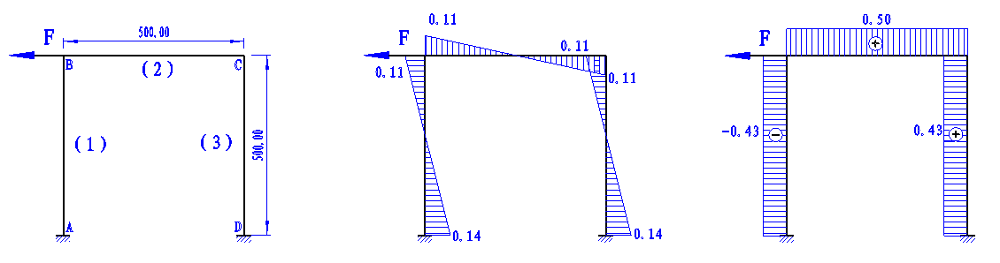 F
500.00
B
C
(2)
(1)
(3)
500.00
A
D
0.11
F
0.11
0.11
0.11
0.14
0.14
0.50
F
+
-0.43
-
0.43
+